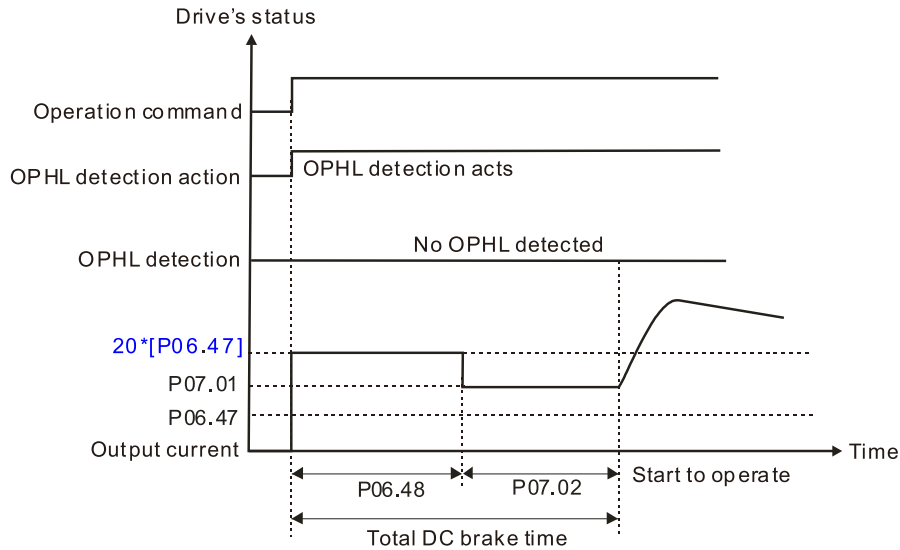 Drive's status
Operation command
OPHL detection action
OPHL detection acts
No OPHL detected
OPHL detection
20*[P06.47]
P07.01
P06.47
Output current
Time
Start to operate
P06.48
P07.02
Total DC brake time